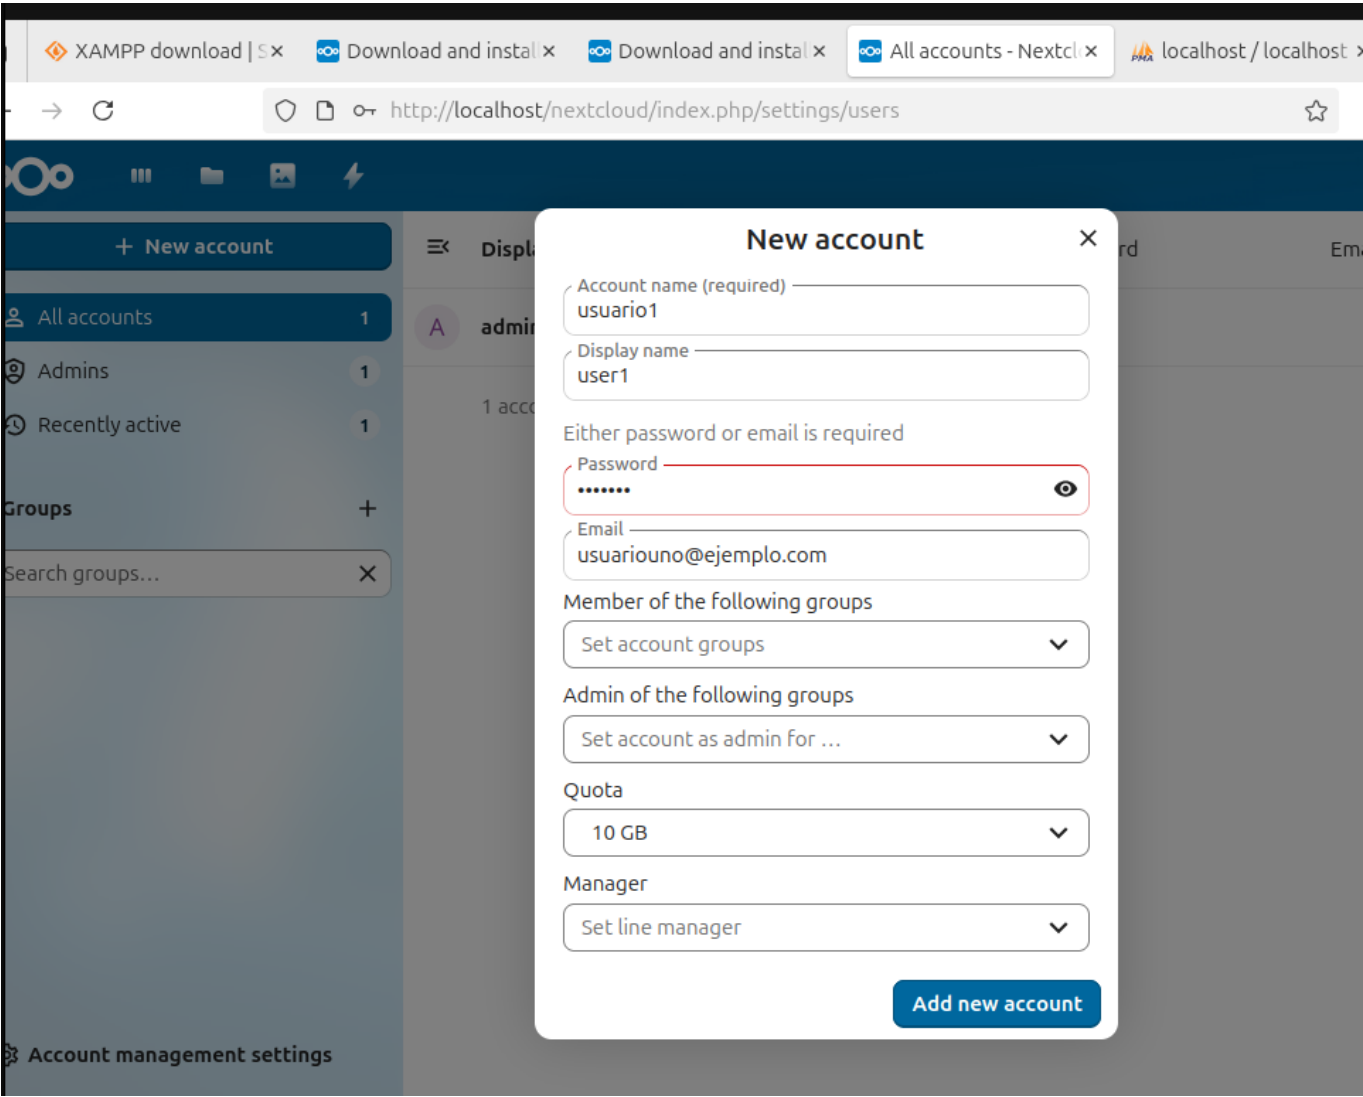 XAMPP download | S
Download and install
Download and instal
All accounts - Nextcl
localhost / localhost
http://localhost/nextcloud/index.php/settings/users
+ New account
All accounts 1
Admins 1
Recently active 1
Groups +
Search groups...
Account management settings
Displ
rd
Ema
A admin
1 acco
New account
Account name (required)
usuario1
Display name
user1
Either password or email is required
Password
•••••••
Email
usuariouno@ejemplo.com
Member of the following groups
Set account groups
Admin of the following groups
Set account as admin for ...
Quota
10 GB
Manager
Set line manager
Add new account